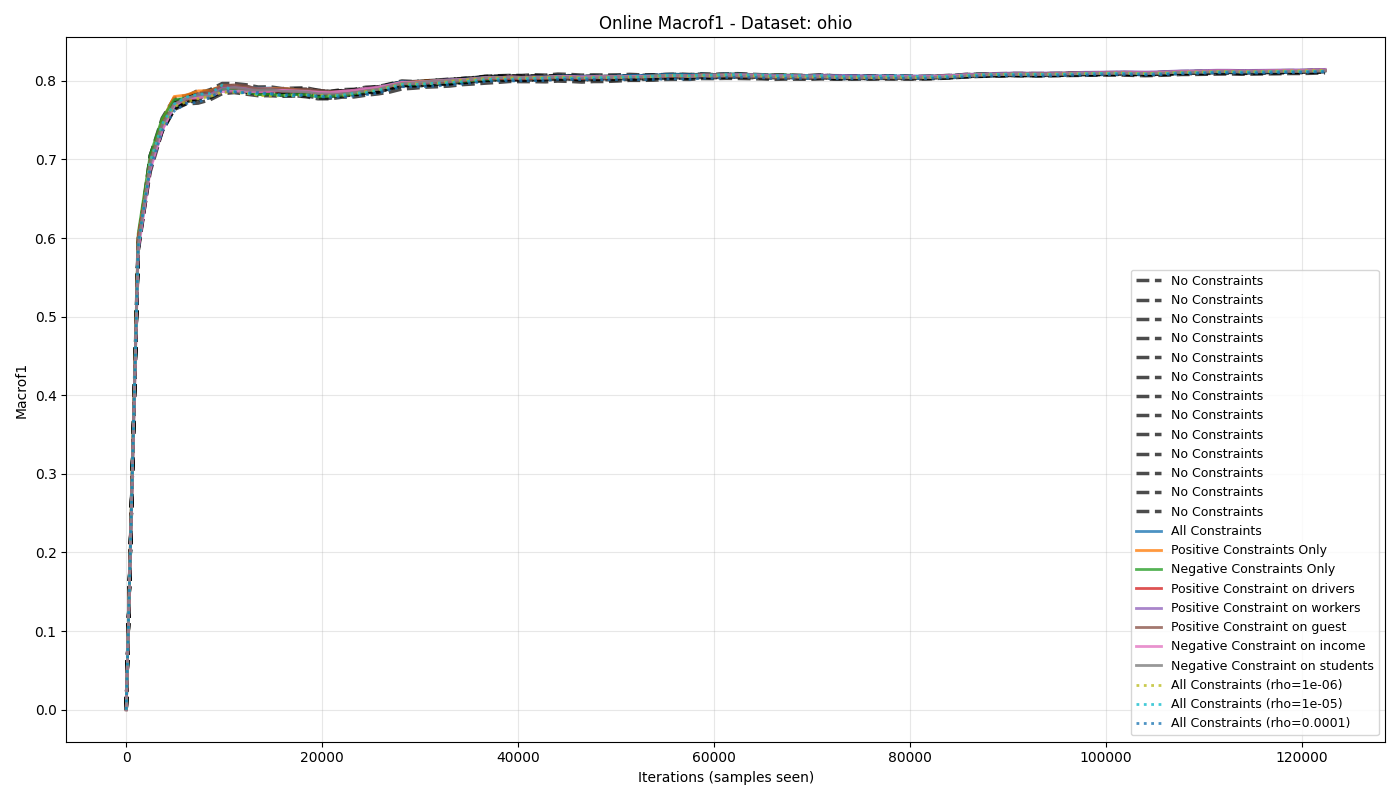 Online Macrof1 - Dataset: ohio
Macrof1
0.8
0.7
0.6
0.5
0.4
0.3
0.2
0.1
0.0
No Constraints
No Constraints
No Constraints
No Constraints
No Constraints
No Constraints
No Constraints
No Constraints
No Constraints
No Constraints
No Constraints
No Constraints
No Constraints
All Constraints
Positive Constraints Only
Negative Constraints Only
Positive Constraint on drivers
Positive Constraint on workers
Positive Constraint on guest
Negative Constraint on income
Negative Constraint on students
All Constraints (rho=1e-06)
All Constraints (rho=1e-05)
All Constraints (rho=0.0001)
0 20000 40000 60000 80000 100000 120000
Iterations (samples seen)